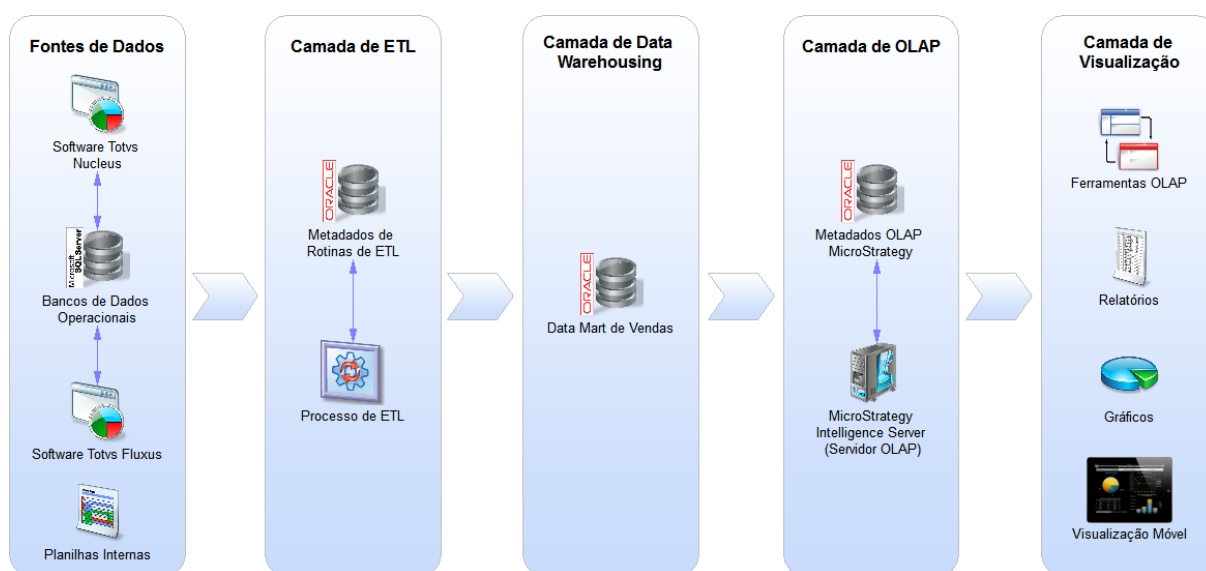 Fontes de Dados
Software Totvs
Nucleus
Microsoft
SQLServer
Bancos de Dados
Operacionais
Software Totvs Fluxus
Planilhas Internas
Camada de ETL
ORACLE
Metadados de
Rotinas de ETL
Processo de ETL
Camada de Data
Warehousing
ORACLE
Data Mart de Vendas
Camada de OLAP
ORACLE
Metadados OLAP
MicroStrategy
MicroStrategy
Intelligence Server
(Servidor OLAP)
Camada de
Visualização
Ferramentas OLAP
Relatórios
Gráficos
Visualização Móvel